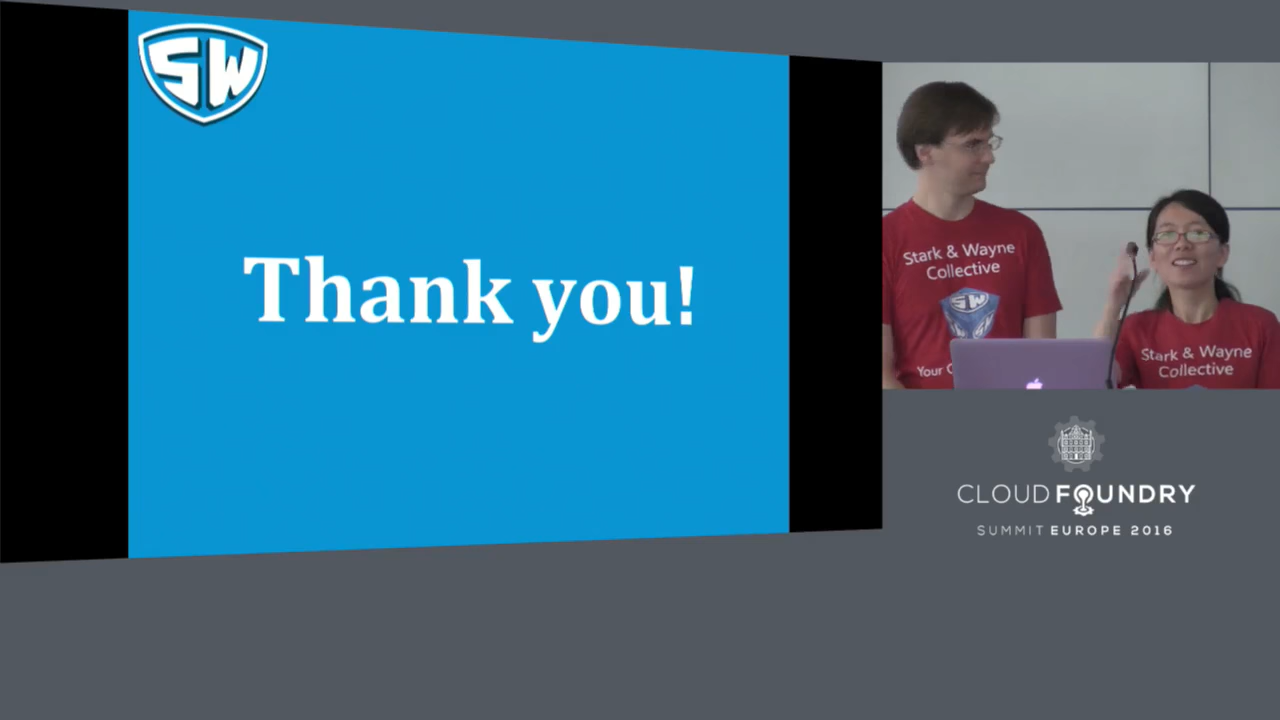 SW
Thank you!
Stark & Wayne
Collective
SW
Your
Stark & Wayne
Collective
CLOUD FOUNDRY
SUMMIT EUROPE 2016